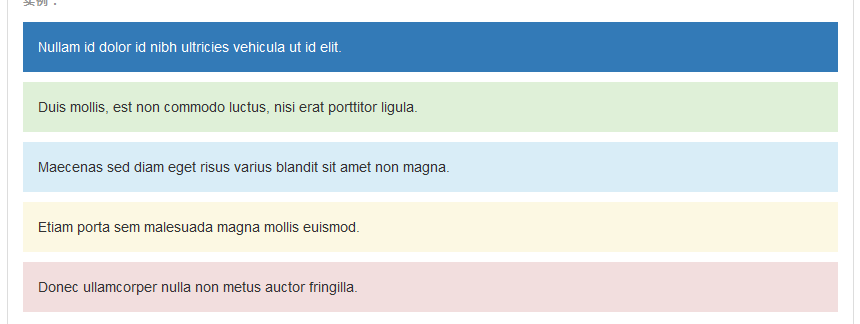 实例：
Nullam id dolor id nibh ultricies vehicula ut id elit.
Duis mollis, est non commodo luctus, nisi erat porttitor ligula.
Maecenas sed diam eget risus varius blandit sit amet non magna.
Etiam porta sem malesuada magna mollis euismod.
Donec ullamcorper nulla non metus auctor fringilla.